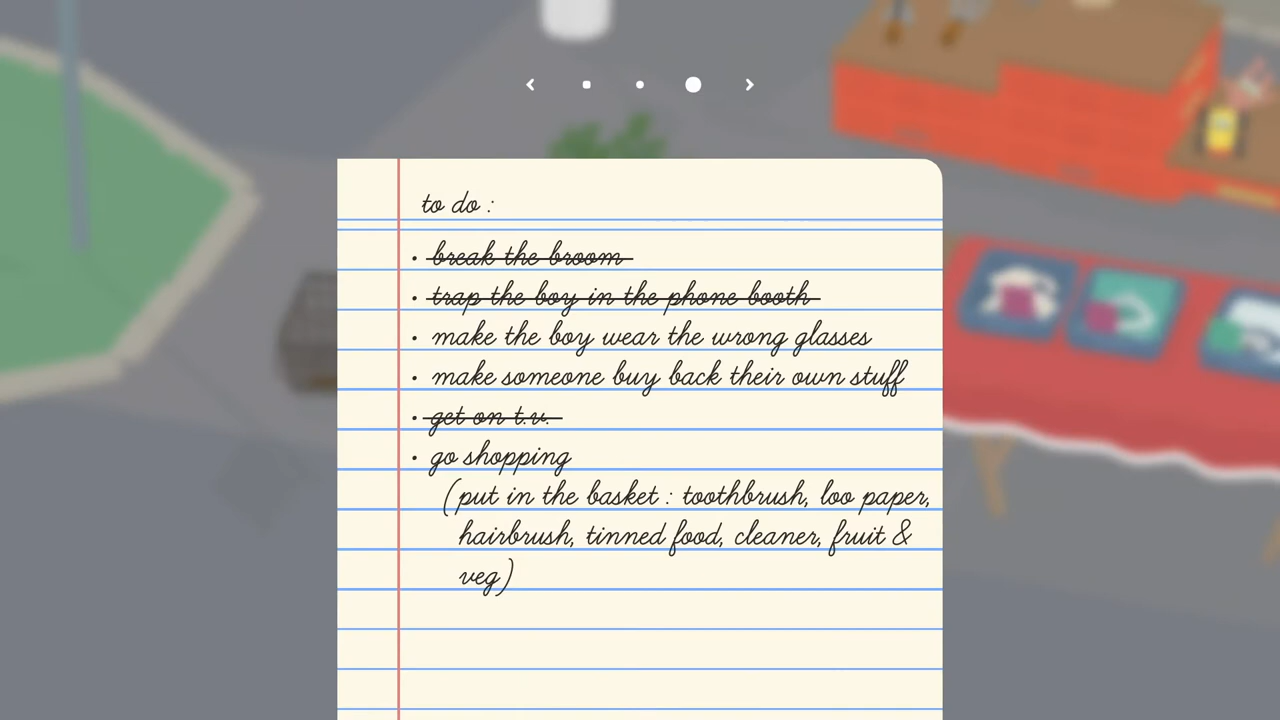 to do :
• break the broom
• trap the boy in the phone booth
• make the boy wear the wrong glasses
• make someone buy back their own stuff
• get on t.v.
• go shopping
(put in the basket : toothbrush, loo paper,
hairbrush, tinned food, cleaner, fruit &
veg)